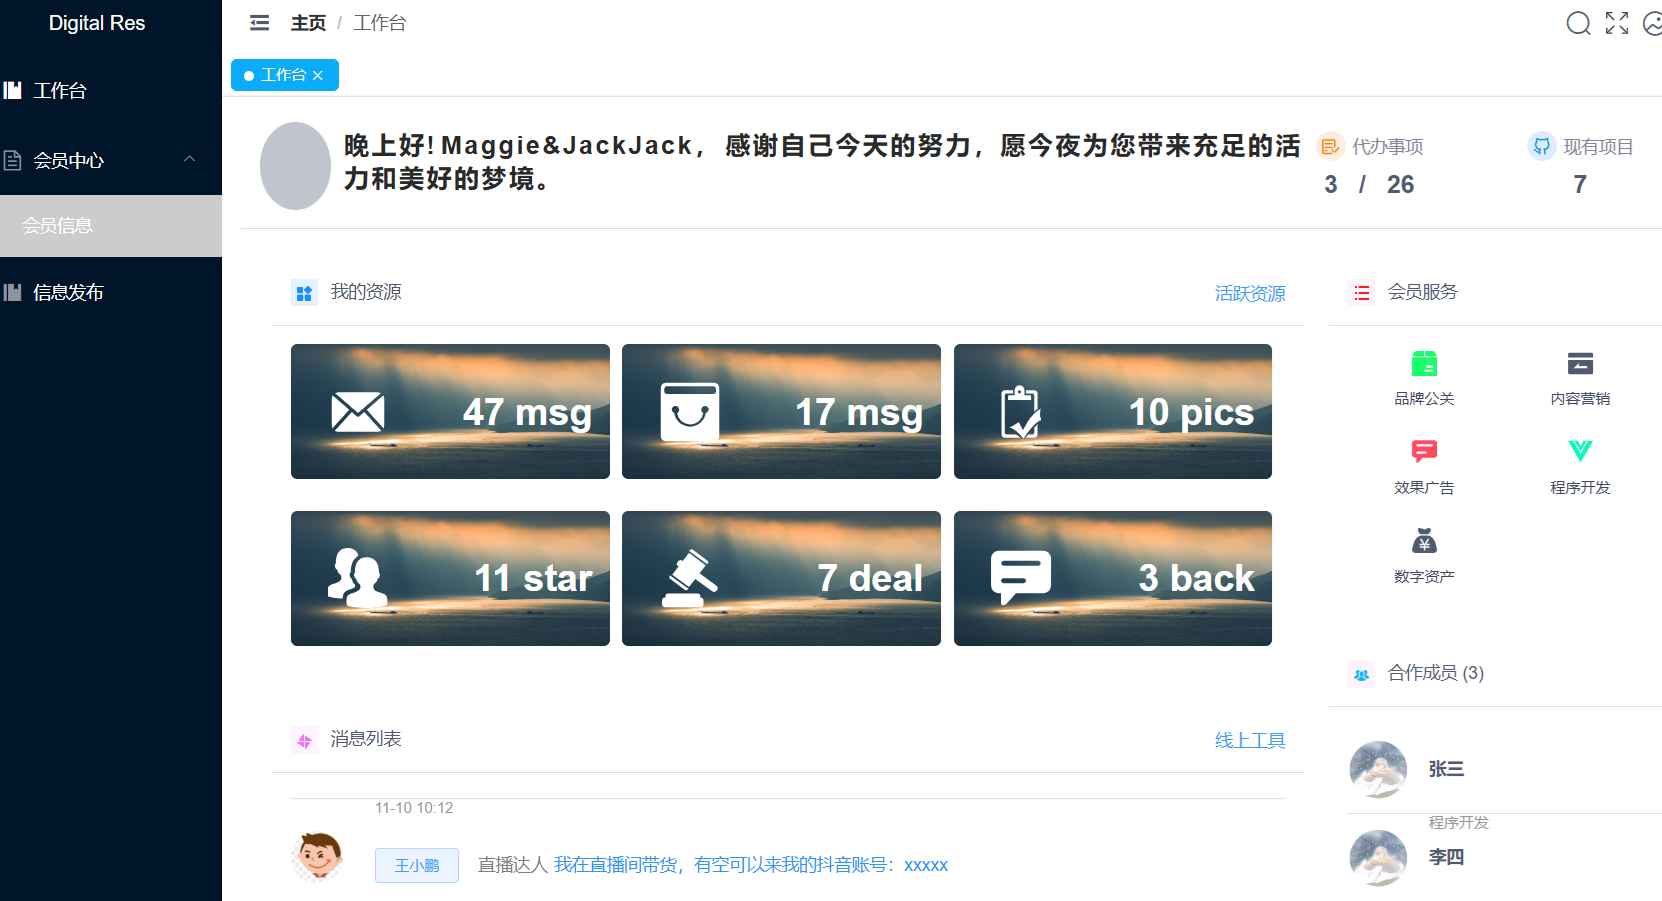 Digital Res
工作台
会员中心
会员信息
信息发布
主页 / 工作台
工作台
晚上好! Maggie&JackJack，感谢自己今天的努力，愿今夜为您带来充足的活
力和美好的梦境。
代办事项
3 / 26
现有项目
7
我的资源
活跃资源
47 msg
17 msg
10 pics
11 star
7 deal
3 back
会员服务
品牌公关
内容营销
效果广告
程序开发
数字资产
消息列表
线上工具
11-10 10:12
王小鹏
直播达人 我在直播间带货，有空可以来我的抖音账号：xxxxx
合作成员 (3)
张三
程序开发
李四